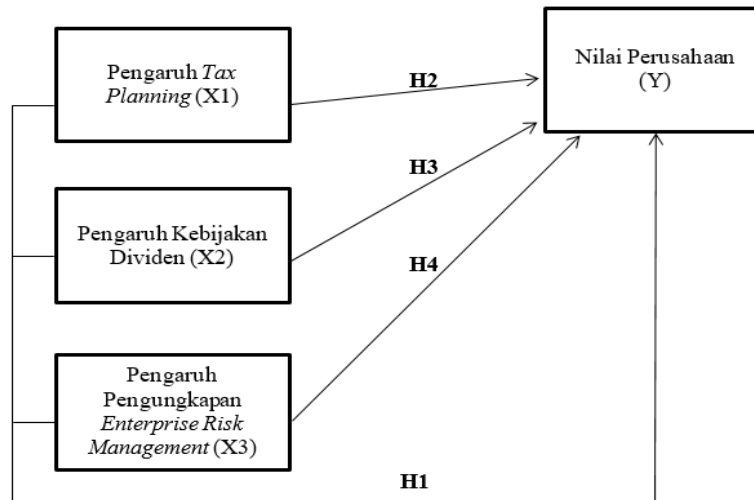 Pengaruh Tax
Planning (X1)
H2
Nilai Perusahaan
(Y)
H3
Pengaruh Kebijakan
Dividen (X2)
H4
Pengaruh
Pengungkapan
Enterprise Risk
Management (X3)
H1